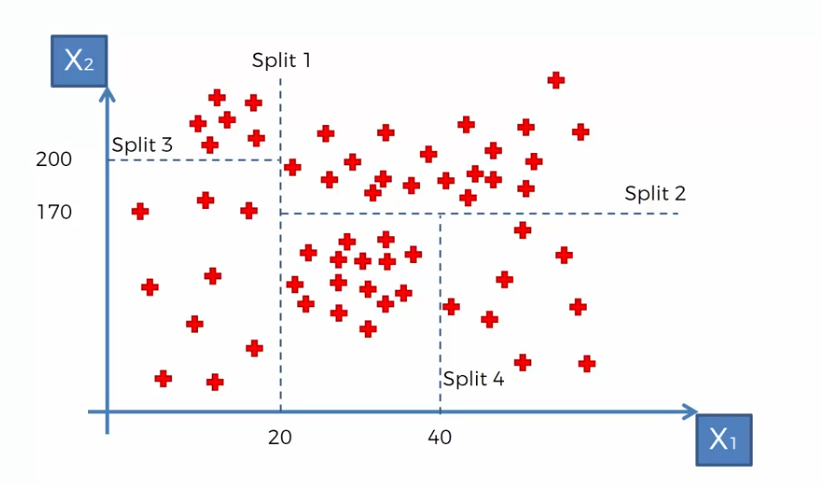 X₂
Split 1
Split 3
200
Split 2
170
Split 4
20
40
X₁